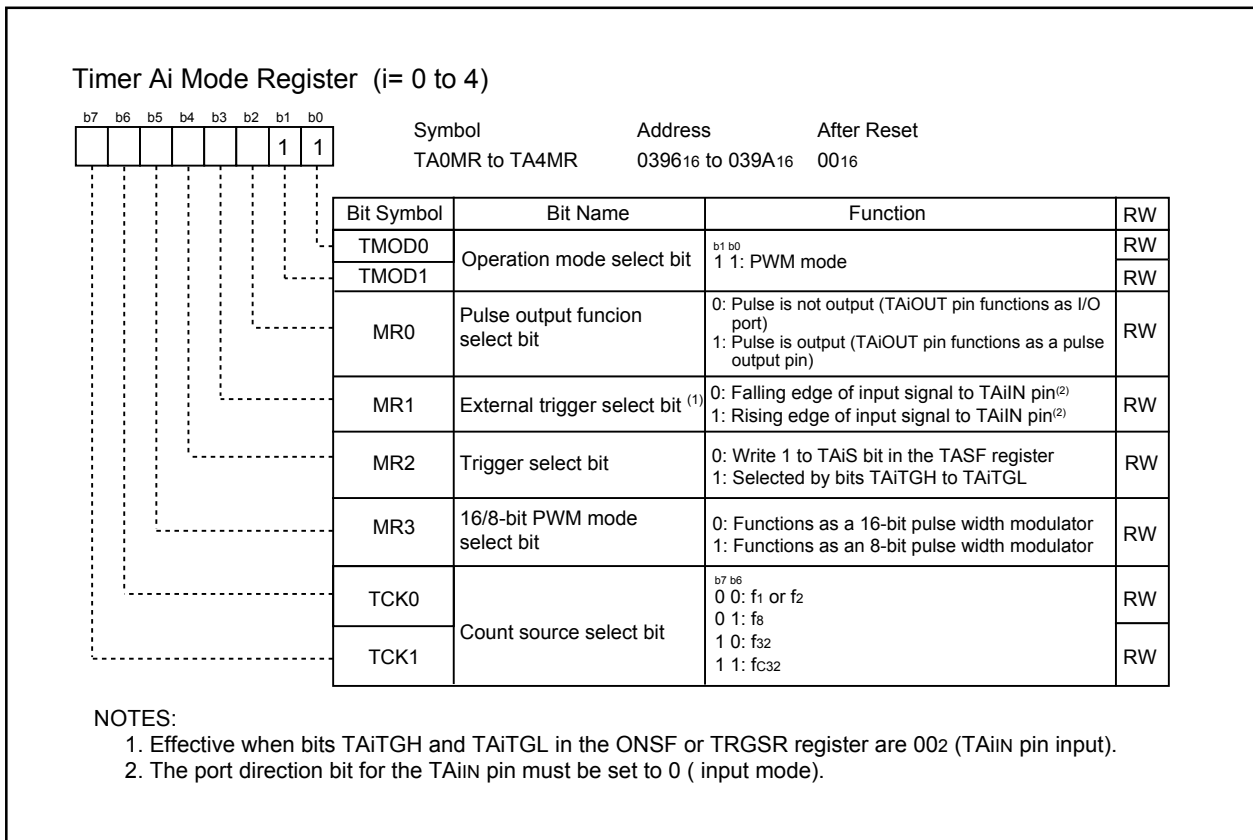 Timer Ai Mode Register (i= 0 to 4)
b7 b6 b5 b4 b3 b2 b1 b0
1 1
Symbol Address After Reset
TA0MR to TA4MR 039616 to 039A16 0016
Bit Symbol Bit Name Function RW
TMOD0 Operation mode select bit b1 b0 RW
1 1: PWM mode
TMOD1 RW
MR0 Pulse output funcion
select bit
0: Pulse is not output (TAiOUT pin functions as I/O
port)
1: Pulse is output (TAiOUT pin functions as a pulse
output pin)
RW
MR1 External trigger select bit (1)
0: Falling edge of input signal to TAiIN pin(2)
1: Rising edge of input signal to TAiIN pin(2)
RW
MR2 Trigger select bit
0: Write 1 to TAiS bit in the TASF register
1: Selected by bits TAiTGH to TAiTGL
RW
MR3 16/8-bit PWM mode
select bit
0: Functions as a 16-bit pulse width modulator
1: Functions as an 8-bit pulse width modulator
RW
TCK0 Count source select bit
b7 b6
0 0: f1 or f2
0 1: f8
1 0: f32
1 1: fC32
RW
TCK1 RW
NOTES:
1. Effective when bits TAiTGH and TAiTGL in the ONSF or TRGSR register are 002 (TAiIN pin input).
2. The port direction bit for the TAiIN pin must be set to 0 ( input mode).